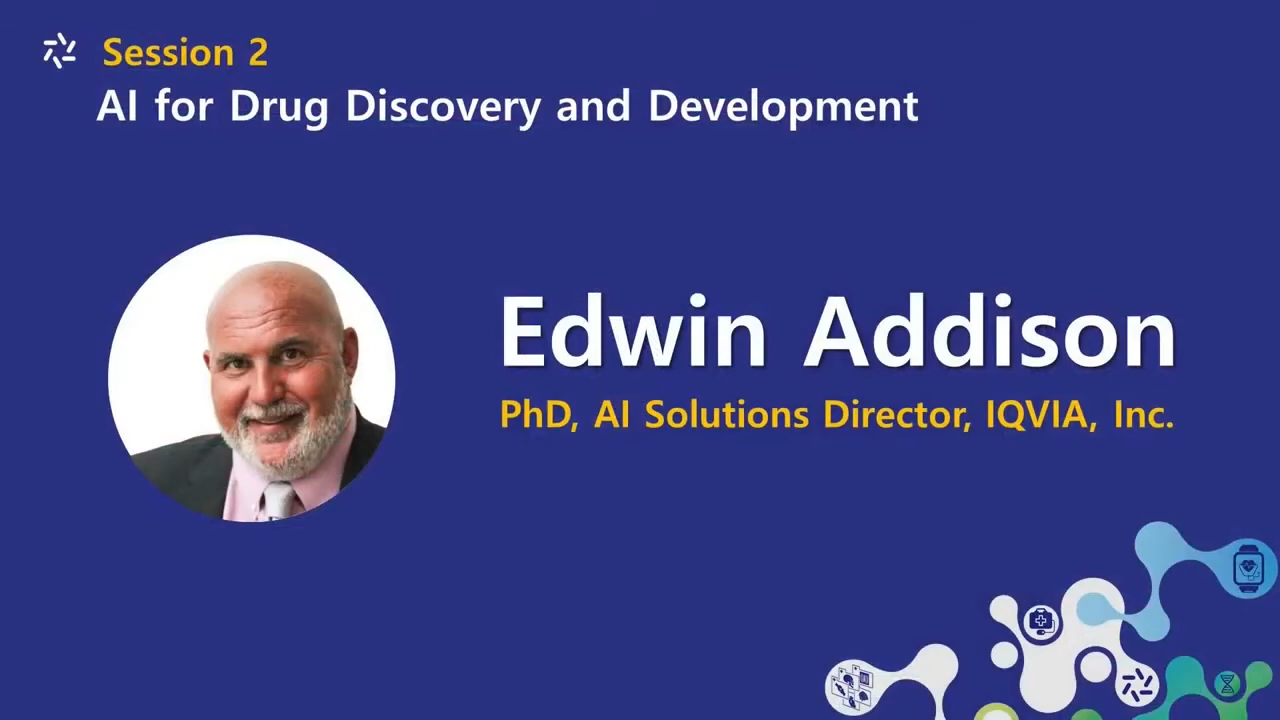 Session 2
AI for Drug Discovery and Development
Edwin Addison
PhD, AI Solutions Director, IQVIA, Inc.